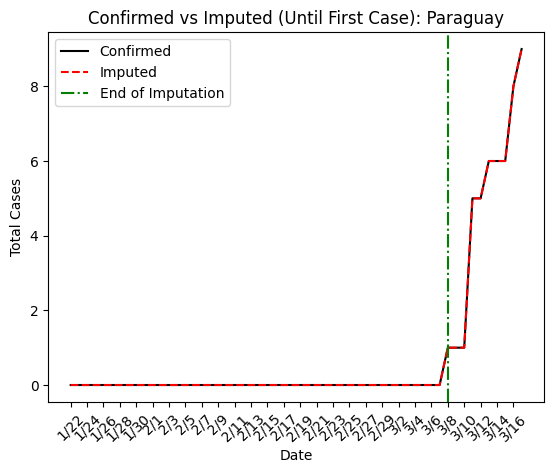 Confirmed vs Imputed (Until First Case): Paraguay
Confirmed
Imputed
End of Imputation
Total Cases
8
6
4
2
0
1/22 1/24 1/26 1/28 1/30 2/1 2/3 2/5 2/7 2/9 2/11 2/13 2/15 2/17 2/19 2/21 2/23 2/25 2/27 2/29 3/2 3/4 3/6 3/8 3/10 3/12 3/14 3/16
Date